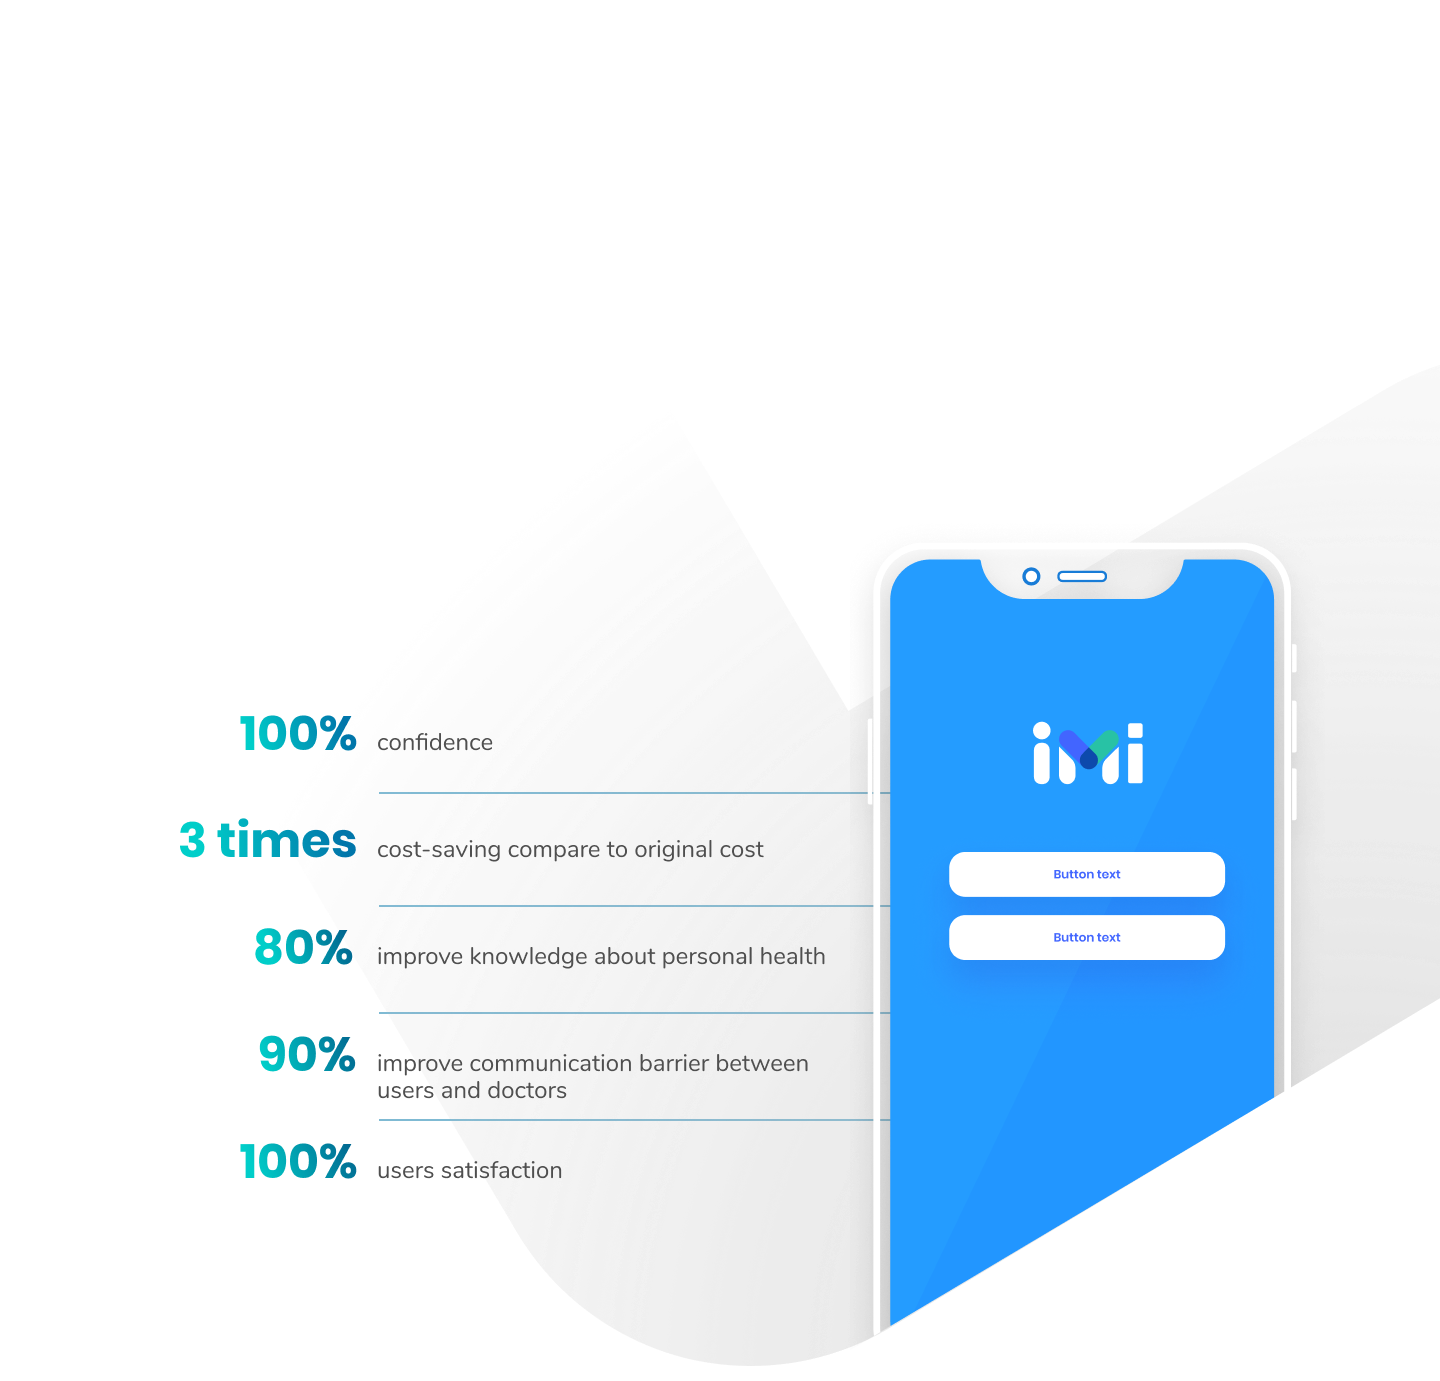 100% confidence
3 times cost-saving compare to original cost
80% improve knowledge about personal health
90% improve communication barrier between
users and doctors
100% users satisfaction
iMi
Button text
Button text